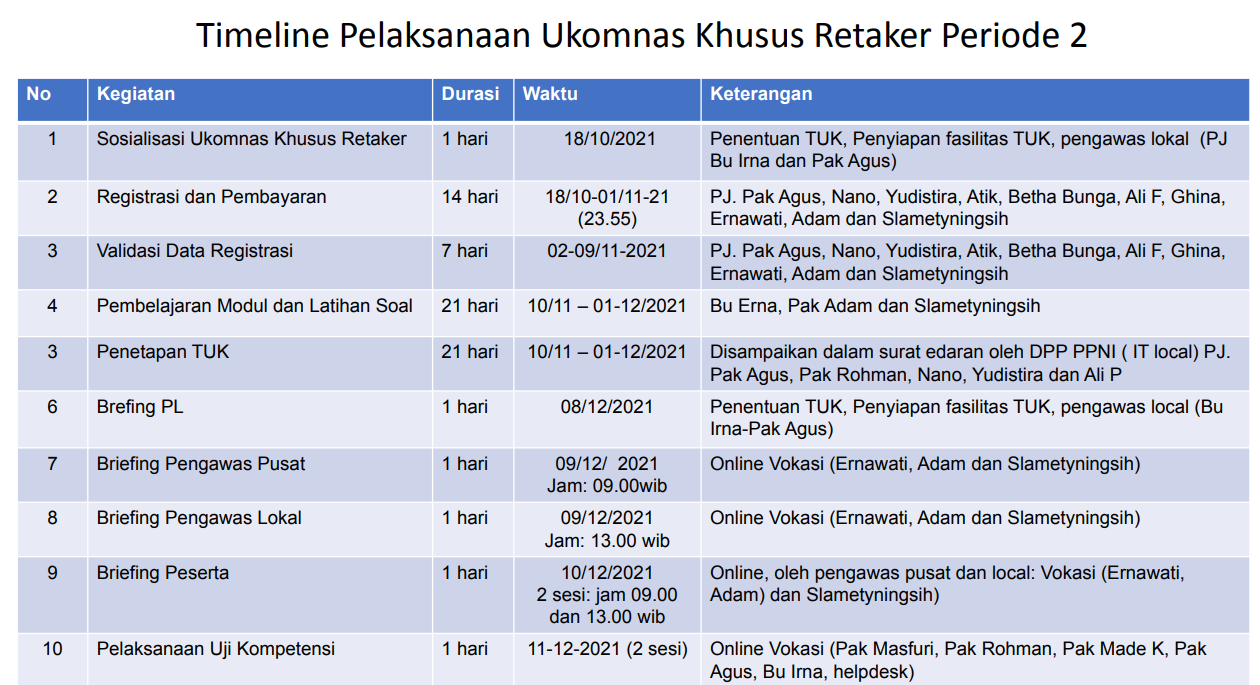 Timeline Pelaksanaan Ukomnas Khusus Retaker Periode 2
No Kegiatan Durasi Waktu Keterangan
1 Sosialisasi Ukomnas Khusus Retaker 1 hari 18/10/2021 Penentuan TUK, Penyiapan fasilitas TUK, pengawas lokal (PJ
Bu Irna dan Pak Agus)
2 Registrasi dan Pembayaran 14 hari 18/10-01/11-21 PJ. Pak Agus, Nano, Yudistira, Atik, Betha Bunga, Ali F, Ghina,
(23.55) Ernawati, Adam dan Slametyningsih
3 Validasi Data Registrasi 7 hari 02-09/11-2021 PJ. Pak Agus, Nano, Yudistira, Atik, Betha Bunga, Ali F, Ghina,
Ernawati, Adam dan Slametyningsih
4 Pembelajaran Modul dan Latihan Soal 21 hari 10/11 – 01-12/2021 Bu Erna, Pak Adam dan Slametyningsih
3 Penetapan TUK 21 hari 10/11 – 01-12/2021 Disampaikan dalam surat edaran oleh DPP PPNI ( IT local) PJ.
Pak Agus, Pak Rohman, Nano, Yudistira dan Ali P
6 Brefing PL 1 hari 08/12/2021 Penentuan TUK, Penyiapan fasilitas TUK, pengawas local (Bu
Irna-Pak Agus)
7 Briefing Pengawas Pusat 1 hari 09/12/ 2021 Online Vokasi (Ernawati, Adam dan Slametyningsih)
Jam: 09.00wib
8 Briefing Pengawas Lokal 1 hari 09/12/2021 Online Vokasi (Ernawati, Adam dan Slametyningsih)
Jam: 13.00 wib
9 Briefing Peserta 1 hari 10/12/2021 Online, oleh pengawas pusat dan local: Vokasi (Ernawati,
2 sesi: jam 09.00 Adam) dan Slametyningsih)
dan 13.00 wib
10 Pelaksanaan Uji Kompetensi 1 hari 11-12-2021 (2 sesi) Online Vokasi (Pak Masfuri, Pak Rohman, Pak Made K, Pak
Agus, Bu Irna, helpdesk)